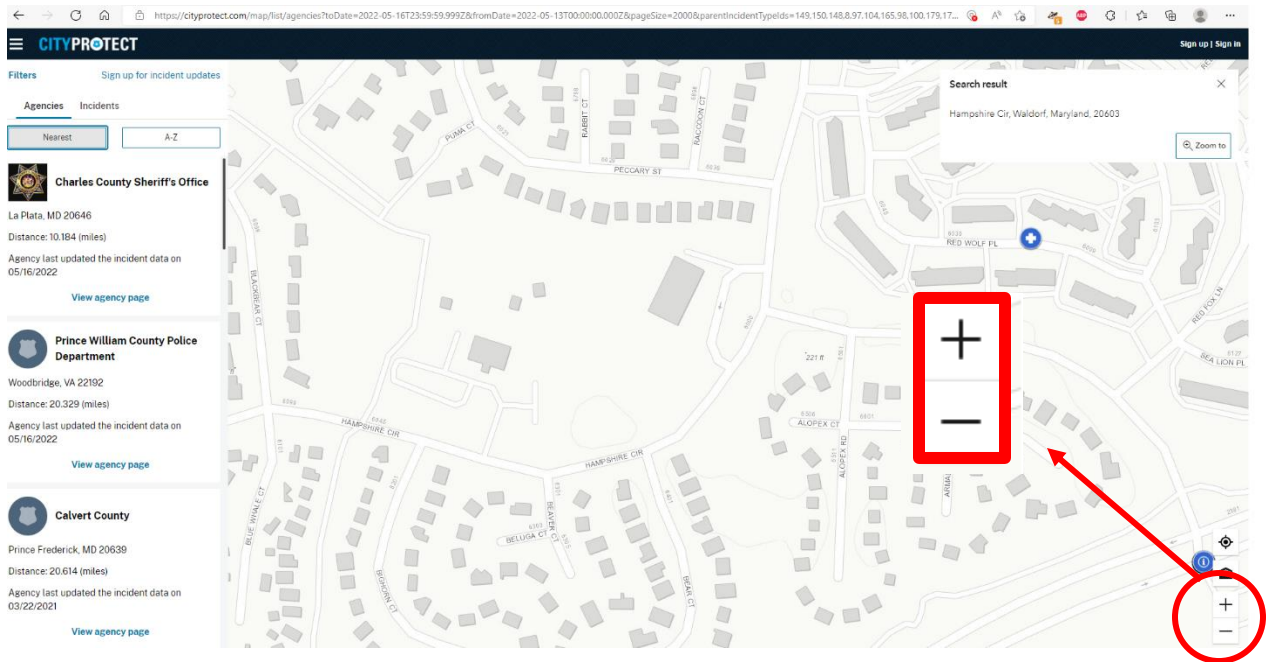 https://cityprotect.com/map/list/agencies?toDate=2022-05-16T23:59:59.999Z&fromDate=2022-05-13T00:00:00.000Z&pageSize=2000&parentIncidentTypeIds=149,150,148,8,97,104,165,98,100,179,17...
CITYPROTECT
Sign up | Sign in
Filters
Sign up for incident updates
Agencies Incidents
Nearest
A-Z
Charles County Sheriff's Office
La Plata, MD 20646
Distance: 10.184 (miles)
Agency last updated the incident data on
05/16/2022
View agency page
Prince William County Police
Department
Woodbridge, VA 22192
Distance: 20.329 (miles)
Agency last updated the incident data on
05/16/2022
View agency page
Calvert County
Prince Frederick, MD 20639
Distance: 20.614 (miles)
Agency last updated the incident data on
03/22/2021
View agency page
Search result
Hampshire Cir, Waldorf, Maryland, 20603
Zoom to
PUMA CT
RABBIT CT
RACCOON CT
PECCARY ST
BLACKBEAR CT
RED WOLF PL
RED FOX LN
SEA LION PL
221 ft
ALOPEX CT
ALOPEX RD
HAMPSHIRE CIR
HAMPSHIRE CIR
BLUE WHALE CT
BELUGA CT
BEAVER CT
BIGHORN CT
BEAR CT
ARMA